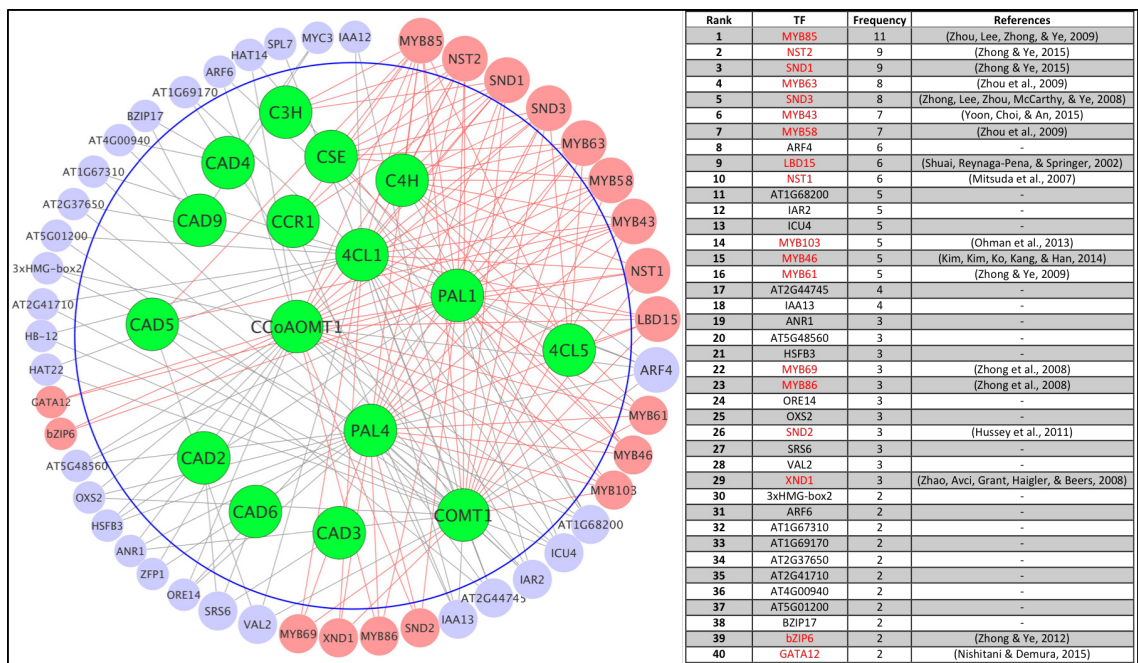 IAA12
MYC3
SPL7
HAT14
ARF6
AT1G69170
BZIP17
AT4G00940
AT1G67310
AT2G37650
AT5G01200
3xHMG-box2
AT2G41710
HB-12
HAT22
GATA12
bZIP6
AT5G48560
OXS2
HSFB3
ANR1
ZFP1
ORE14
SRS6
VAL2
MYB69
XND1
MYB86
SND2
IAA13
AT2G44745
IAR2
ICU4
AT1G68200
MYB103
MYB46
MYB61
ARF4
LBD15
NST1
MYB43
MYB58
MYB63
SND3
SND1
NST2
MYB85
C3H
CSE
C4H
CAD4
CAD9
CCR1
4CL1
PAL1
CAD5
CCoAOMT1
4CL5
PAL4
CAD2
CAD6
CAD3
COMT1
Rank TF Frequency References
1 MYB85 11 (Zhou, Lee, Zhong, & Ye, 2009)
2 NST2 9 (Zhong & Ye, 2015)
3 SND1 9 (Zhong & Ye, 2015)
4 MYB63 8 (Zhou et al., 2009)
5 SND3 8 (Zhong, Lee, Zhou, McCarthy, & Ye, 2008)
6 MYB43 7 (Yoon, Choi, & An, 2015)
7 MYB58 7 (Zhou et al., 2009)
8 ARF4 6 -
9 LBD15 6 (Shuai, Reynaga-Pena, & Springer, 2002)
10 NST1 6 (Mitsuda et al., 2007)
11 AT1G68200 5 -
12 IAR2 5 -
13 ICU4 5 -
14 MYB103 5 (Ohman et al., 2013)
15 MYB46 5 (Kim, Kim, Ko, Kang, & Han, 2014)
16 MYB61 5 (Zhong & Ye, 2009)
17 AT2G44745 4 -
18 IAA13 4 -
19 ANR1 3 -
20 AT5G48560 3 -
21 HSFB3 3 -
22 MYB69 3 (Zhong et al., 2008)
23 MYB86 3 (Zhong et al., 2008)
24 ORE14 3 -
25 OXS2 3 -
26 SND2 3 (Hussey et al., 2011)
27 SRS6 3 -
28 VAL2 3 -
29 XND1 3 (Zhao, Avci, Grant, Haigler, & Beers, 2008)
30 3xHMG-box2 2 -
31 ARF6 2 -
32 AT1G67310 2 -
33 AT1G69170 2 -
34 AT2G37650 2 -
35 AT2G41710 2 -
36 AT4G00940 2 -
37 AT5G01200 2 -
38 BZIP17 2 -
39 bZIP6 2 (Zhong & Ye, 2012)
40 GATA12 2 (Nishitani & Demura, 2015)